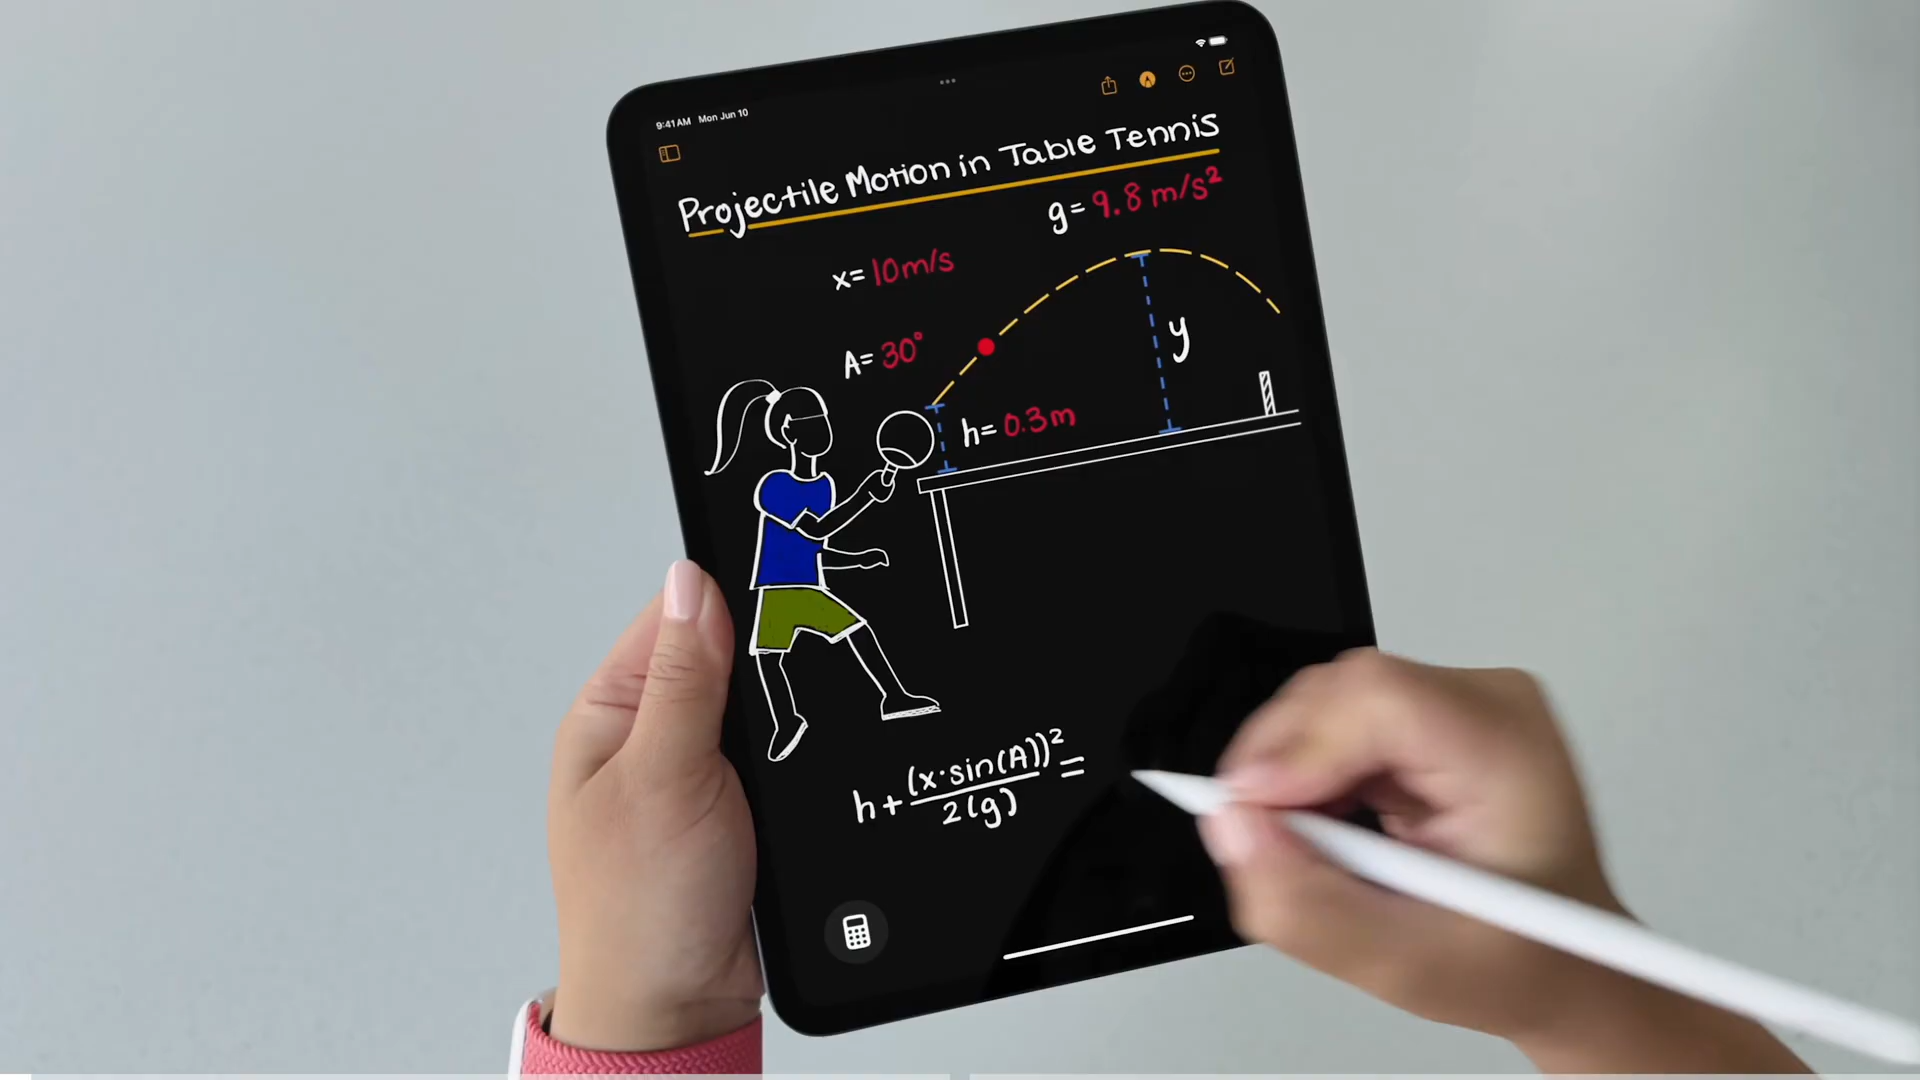 9:41 AM Mon Jun 10
Projectile Motion in Table Tennis
g= 9.8 m/s²
x= 10m/s
A= 30°
y
h= 0.3m
h+(x·sin(A))²/2(g) =